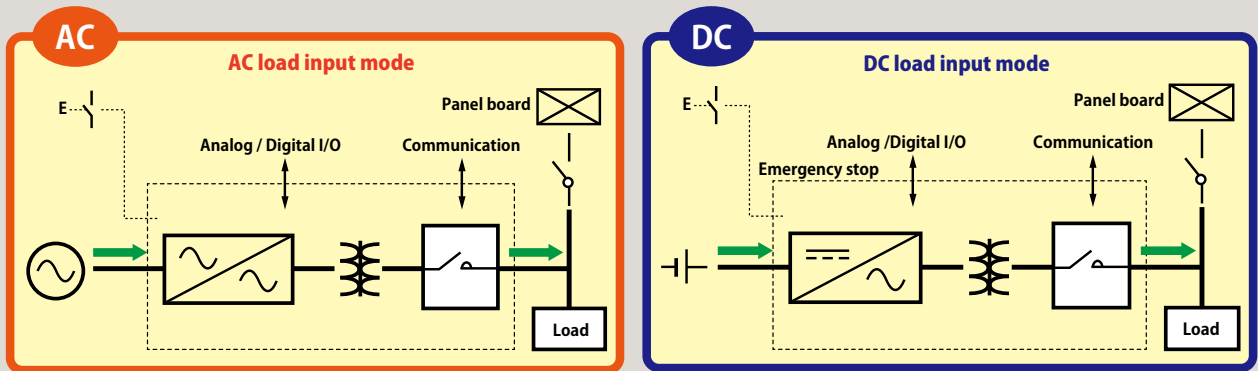 AC
AC load input mode
E
Panel board
Analog / Digital I/O
Communication
Load
DC
DC load input mode
E
Panel board
Analog /Digital I/O
Communication
Emergency stop
Load